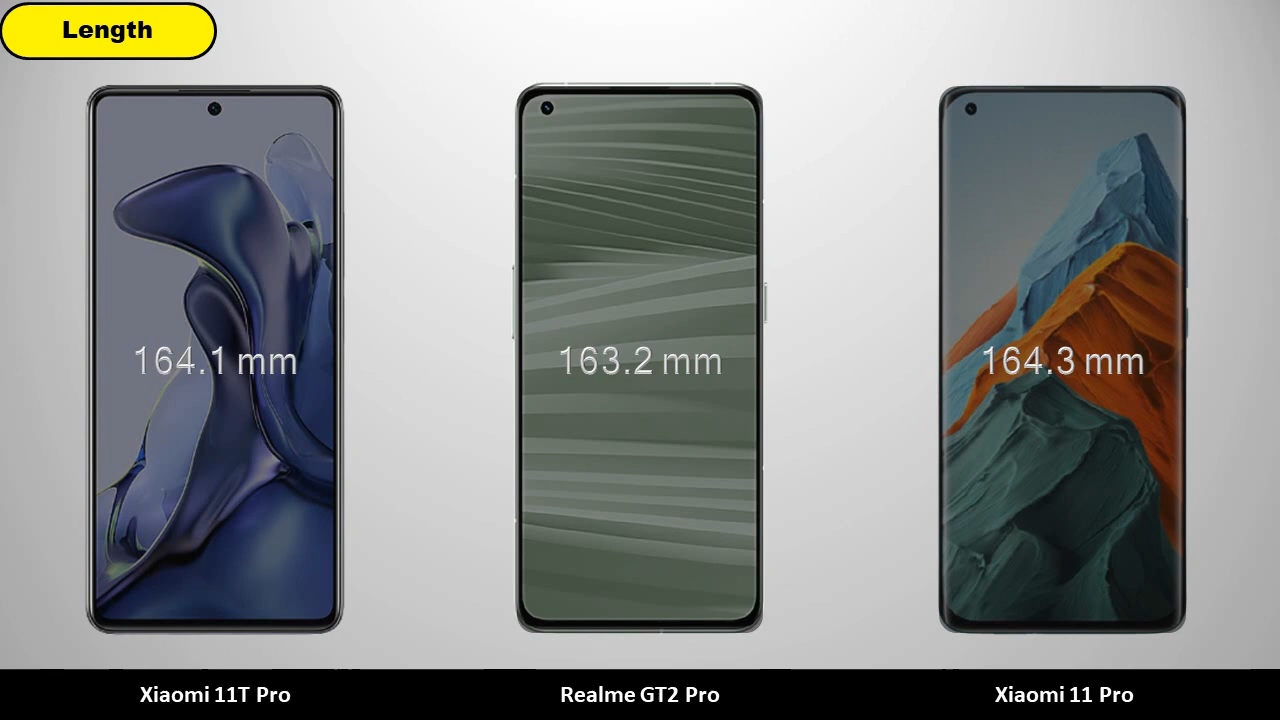 Length
164.1 mm
163.2 mm
164.3 mm
Xiaomi 11T Pro
Realme GT2 Pro
Xiaomi 11 Pro